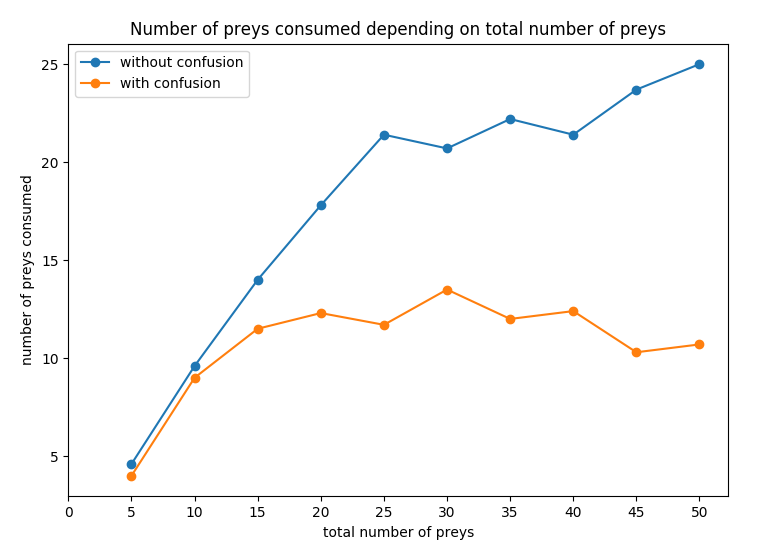 Number of preys consumed depending on total number of preys
without confusion
with confusion
number of preys consumed
25
20
15
10
5
0 5 10 15 20 25 30 35 40 45 50
total number of preys